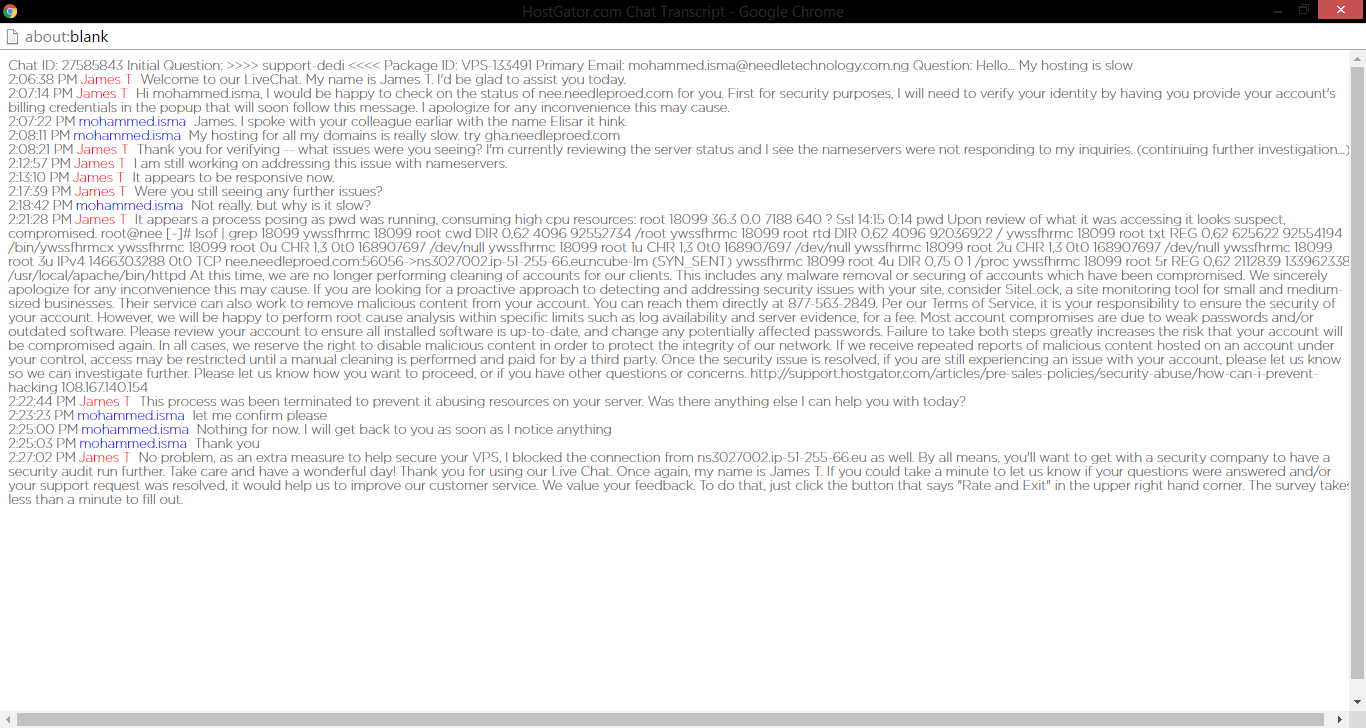 HostGator.com Chat Transcript - Google Chrome
about:blank
Chat ID: 27585843 Initial Question: >>>> support-dedi <<<< Package ID: VPS-133491 Primary Email: mohammed.isma@needletechnology.com.ng Question: Hello... My hosting is slow
2:06:38 PM James T Welcome to our LiveChat. My name is James T. I'd be glad to assist you today.
2:07:14 PM James T Hi mohammed.isma, I would be happy to check on the status of nee.needleproed.com for you. First for security purposes, I will need to verify your identity by having you provide your account's
billing credentials in the popup that will soon follow this message. I apologize for any inconvenience this may cause.
2:07:22 PM mohammed.isma James. I spoke with your colleague earliar with the name Elisar it hink.
2:08:11 PM mohammed.isma My hosting for all my domains is really slow. try gha.needleproed.com
2:08:21 PM James T Thank you for verifying -- what issues were you seeing? I'm currently reviewing the server status and I see the nameservers were not responding to my inquiries. (continuing further investigation...)
2:12:57 PM James T I am still working on addressing this issue with nameservers.
2:13:10 PM James T It appears to be responsive now.
2:17:39 PM James T Were you still seeing any further issues?
2:18:42 PM mohammed.isma Not really. but why is it slow?
2:21:28 PM James T It appears a process posing as pwd was running, consuming high cpu resources: root 18099 36.3 0.0 7188 640 ? Ssl 14:15 0:14 pwd Upon review of what it was accessing it looks suspect,
compromised. root@nee [~]# lsof | grep 18099 ywssfhrmc 18099 root cwd DIR 0,62 4096 92552734 /root ywssfhrmc 18099 root rtd DIR 0,62 4096 92036922 / ywssfhrmc 18099 root txt REG 0,62 625622 92554194
/bin/ywssfhrmcx ywssfhrmc 18099 root 0u CHR 1,3 0t0 168907697 /dev/null ywssfhrmc 18099 root 1u CHR 1,3 0t0 168907697 /dev/null ywssfhrmc 18099 root 2u CHR 1,3 0t0 168907697 /dev/null ywssfhrmc 18099
root 3u IPv4 1466303288 0t0 TCP nee.needleproed.com:56056->ns3027002.ip-51-255-66.eu:ncube-lm (SYN_SENT) ywssfhrmc 18099 root 4u DIR 0,75 0 1 /proc ywssfhrmc 18099 root 5r REG 0,62 2112839 133962338
/usr/local/apache/bin/httpd At this time, we are no longer performing cleaning of accounts for our clients. This includes any malware removal or securing of accounts which have been compromised. We sincerely
apologize for any inconvenience this may cause. If you are looking for a proactive approach to detecting and addressing security issues with your site, consider SiteLock, a site monitoring tool for small and medium-
sized businesses. Their service can also work to remove malicious content from your account. You can reach them directly at 877-563-2849. Per our Terms of Service, it is your responsibility to ensure the security of
your account. However, we will be happy to perform root cause analysis within specific limits such as log availability and server evidence, for a fee. Most account compromises are due to weak passwords and/or
outdated software. Please review your account to ensure all installed software is up-to-date, and change any potentially affected passwords. Failure to take both steps greatly increases the risk that your account will
be compromised again. In all cases, we reserve the right to disable malicious content in order to protect the integrity of our network. If we receive repeated reports of malicious content hosted on an account under
your control, access may be restricted until a manual cleaning is performed and paid for by a third party. Once the security issue is resolved, if you are still experiencing an issue with your account, please let us know
so we can investigate further. Please let us know how you want to proceed, or if you have other questions or concerns. http://support.hostgator.com/articles/pre-sales-policies/security-abuse/how-can-i-prevent-
hacking 108.167.140.154
2:22:44 PM James T This process was been terminated to prevent it abusing resources on your server. Was there anything else I can help you with today?
2:23:23 PM mohammed.isma let me confirm please
2:25:00 PM mohammed.isma Nothing for now. I will get back to you as soon as I notice anything
2:25:03 PM mohammed.isma Thank you
2:27:02 PM James T No problem, as an extra measure to help secure your VPS, I blocked the connection from ns3027002.ip-51-255-66.eu as well. By all means, you'll want to get with a security company to have a
security audit run further. Take care and have a wonderful day! Thank you for using our Live Chat. Once again, my name is James T. If you could take a minute to let us know if your questions were answered and/or
your support request was resolved, it would help us to improve our customer service. We value your feedback. To do that, just click the button that says "Rate and Exit" in the upper right hand corner. The survey takes
less than a minute to fill out.